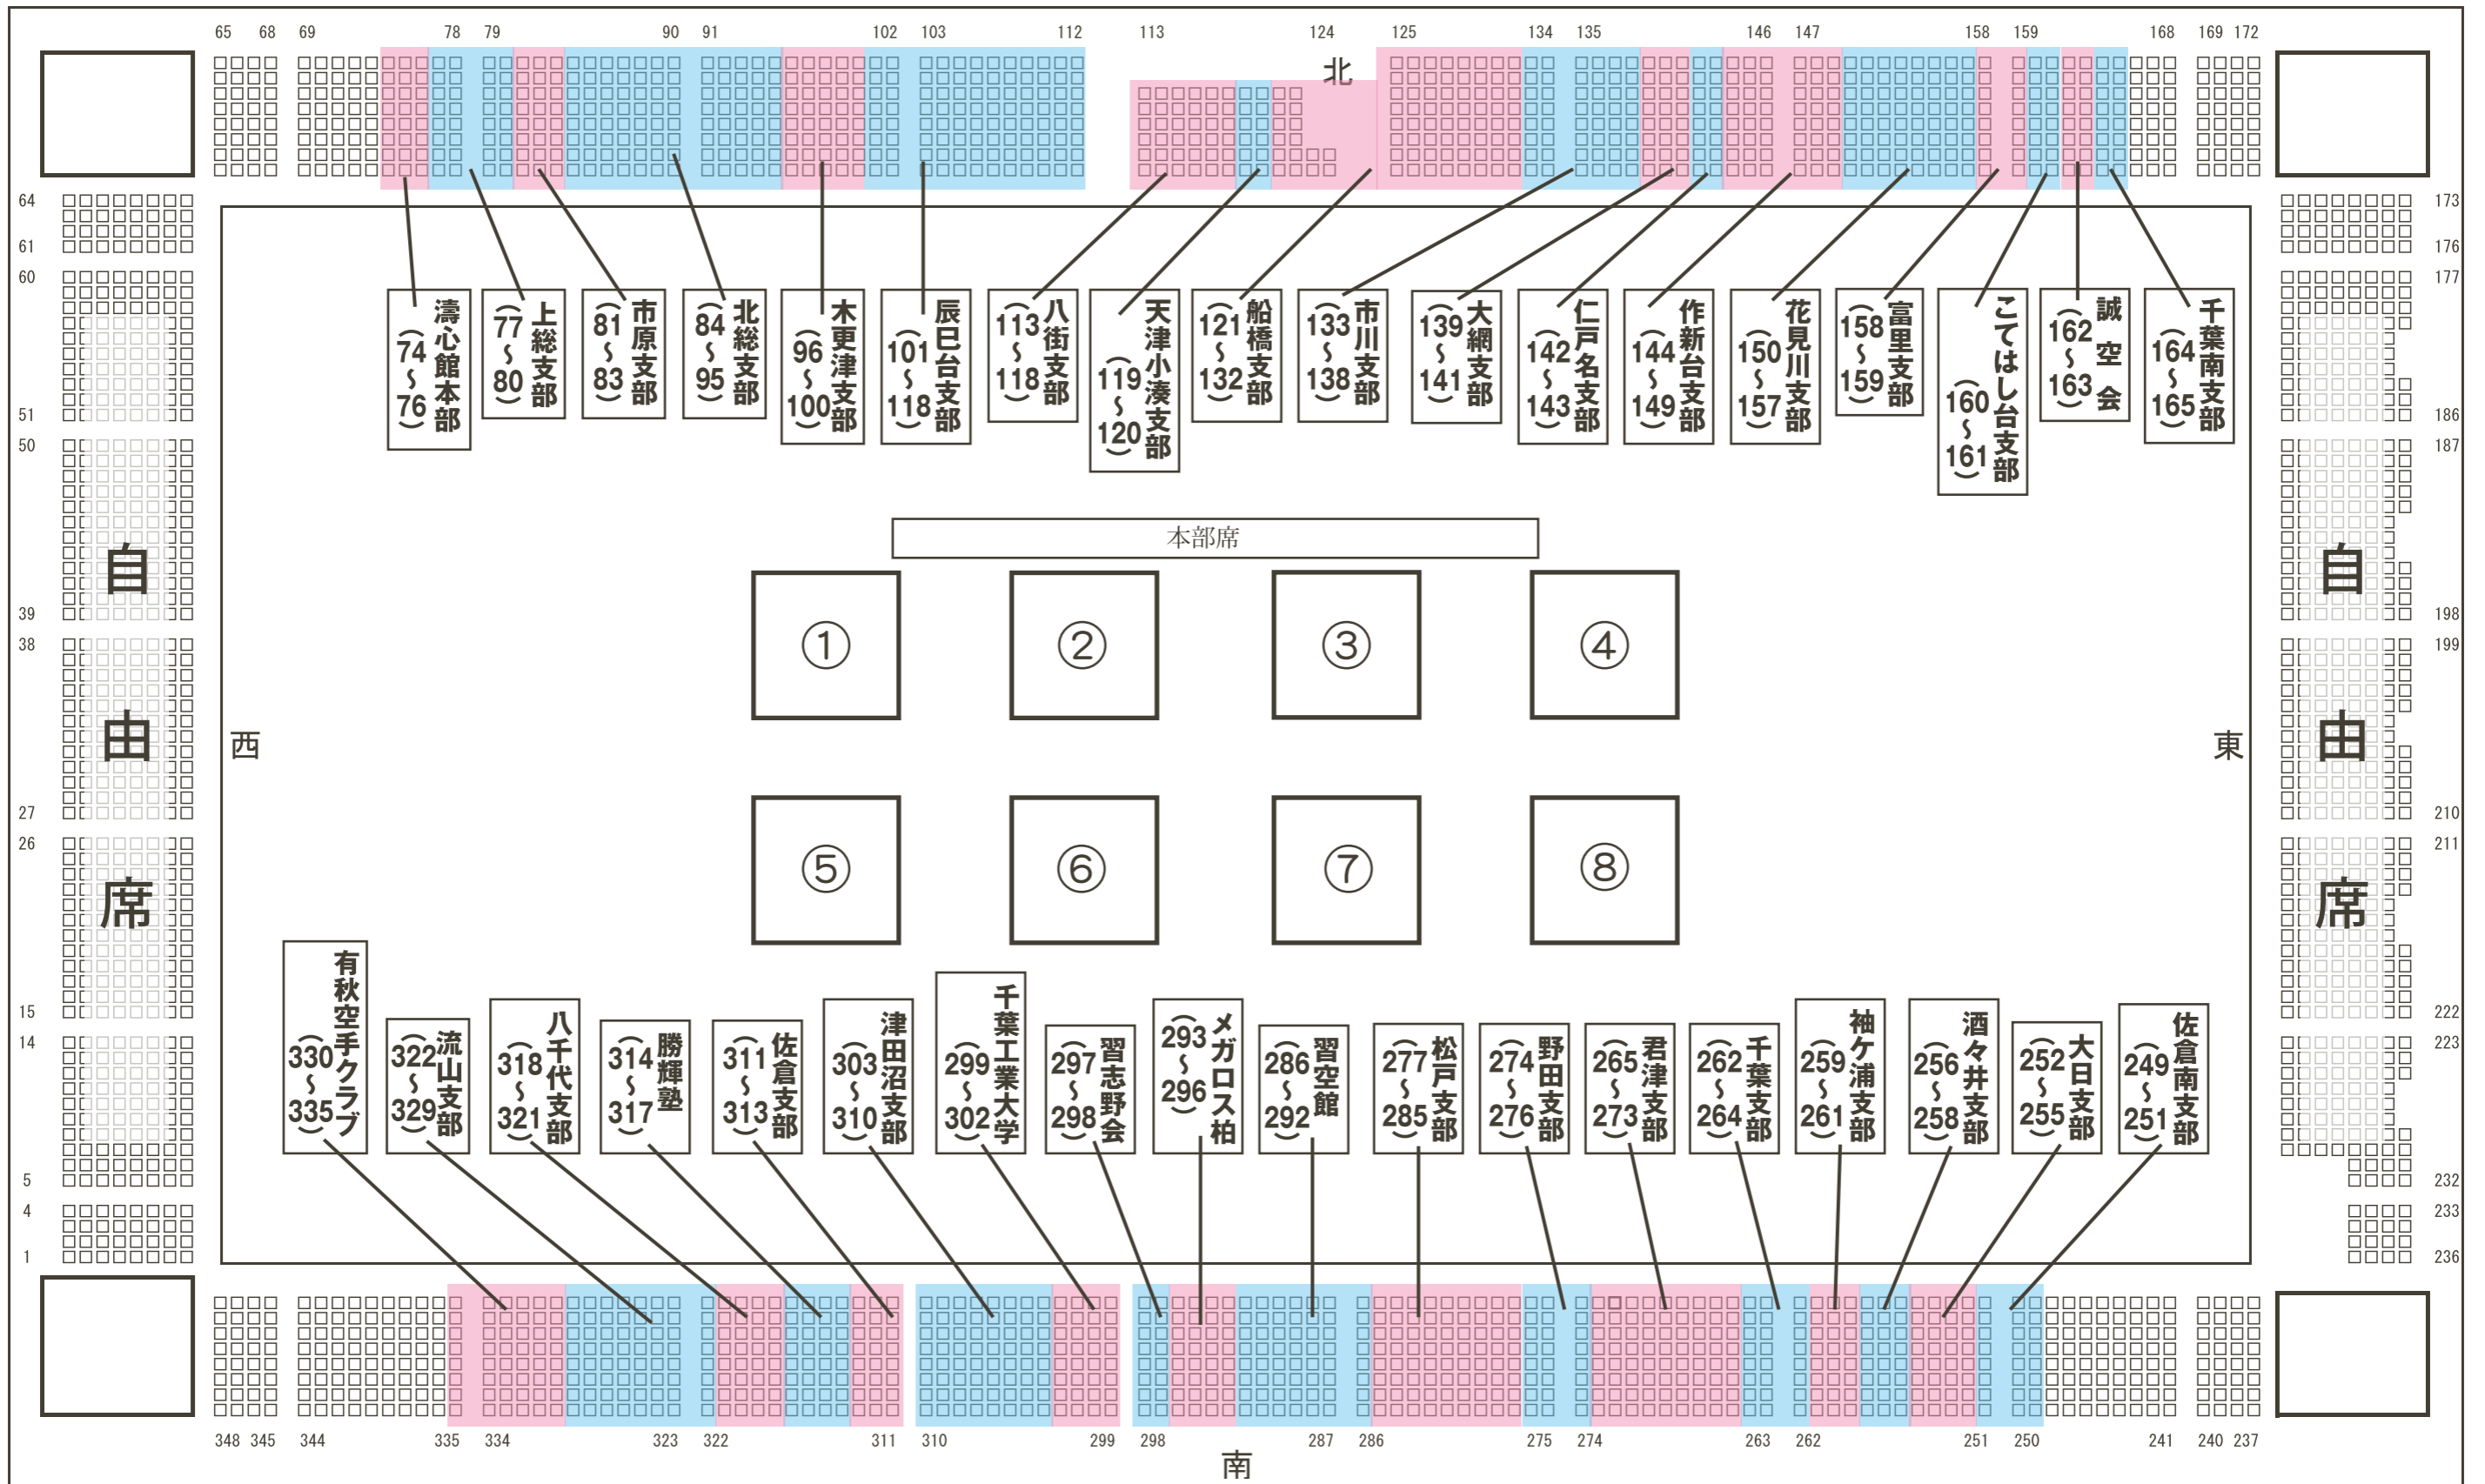 65 68 69 78 79 90 91 102 103 112 113 124 125 134 135 146 147 158 159 168 169 172
北
64
61
60
51
50
39
38
27
26
15
14
5
4
1
173
176
177
186
187
198
199
210
211
222
223
232
233
236
濤心館本部
(74〜76)
上総支部
(77〜80)
市原支部
(81〜83)
北総支部
(84〜95)
木更津支部
(96〜100)
辰巳台支部
(101〜118)
八街支部
(113〜118)
天津小湊支部
(119〜120)
船橋支部
(121〜132)
市川支部
(133〜138)
大網支部
(139〜141)
仁戸名支部
(142〜143)
作新台支部
(144〜149)
花見川支部
(150〜157)
富里支部
(158〜159)
こてはし台支部
(160〜161)
誠空会
(162〜163)
千葉南支部
(164〜165)
本部席
自由席
自由席
① ② ③ ④
西
東
⑤ ⑥ ⑦ ⑧
有秋空手クラブ
(330〜335)
流山支部
(322〜329)
八千代支部
(318〜321)
勝輝塾
(314〜317)
佐倉支部
(311〜313)
津田沼支部
(303〜310)
千葉工業大学
(299〜302)
習志野会
(297〜298)
メガロス柏
(293〜296)
習空館
(286〜292)
松戸支部
(277〜285)
野田支部
(274〜276)
君津支部
(265〜273)
千葉支部
(262〜264)
袖ケ浦支部
(259〜261)
酒々井支部
(256〜258)
大日支部
(252〜255)
佐倉南支部
(249〜251)
348 345 344 335 334 323 322 311 310 299 298 287 286 275 274 263 262 251 250 241 240 237
南